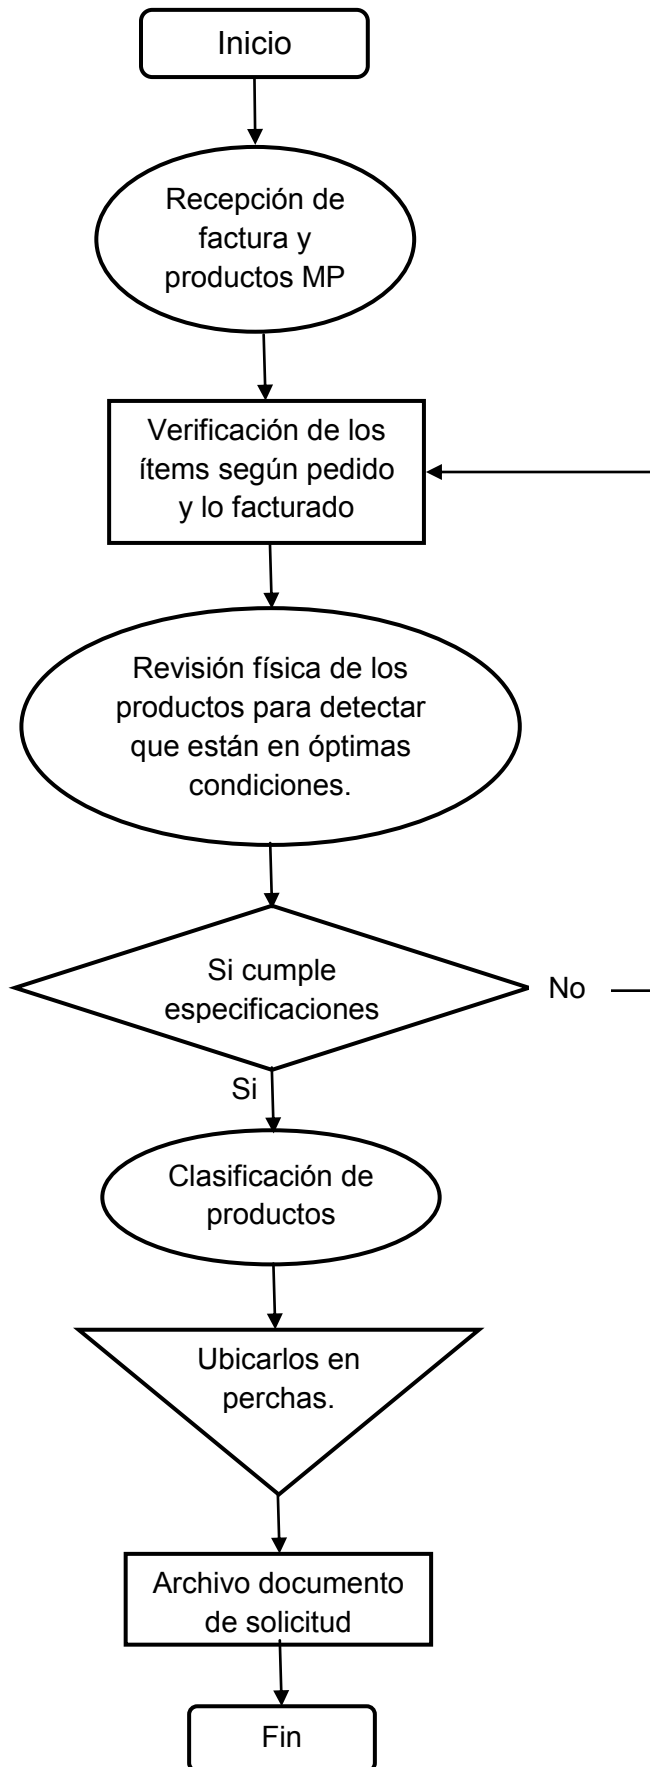 Inicio
Recepción de
factura y
productos MP
Verificación de los
ítems según pedido
y lo facturado
Revisión física de los
productos para detectar
que están en óptimas
condiciones.
Si cumple
especificaciones
No
Si
Clasificación de
productos
Ubicarlos en
perchas.
Archivo documento
de solicitud
Fin